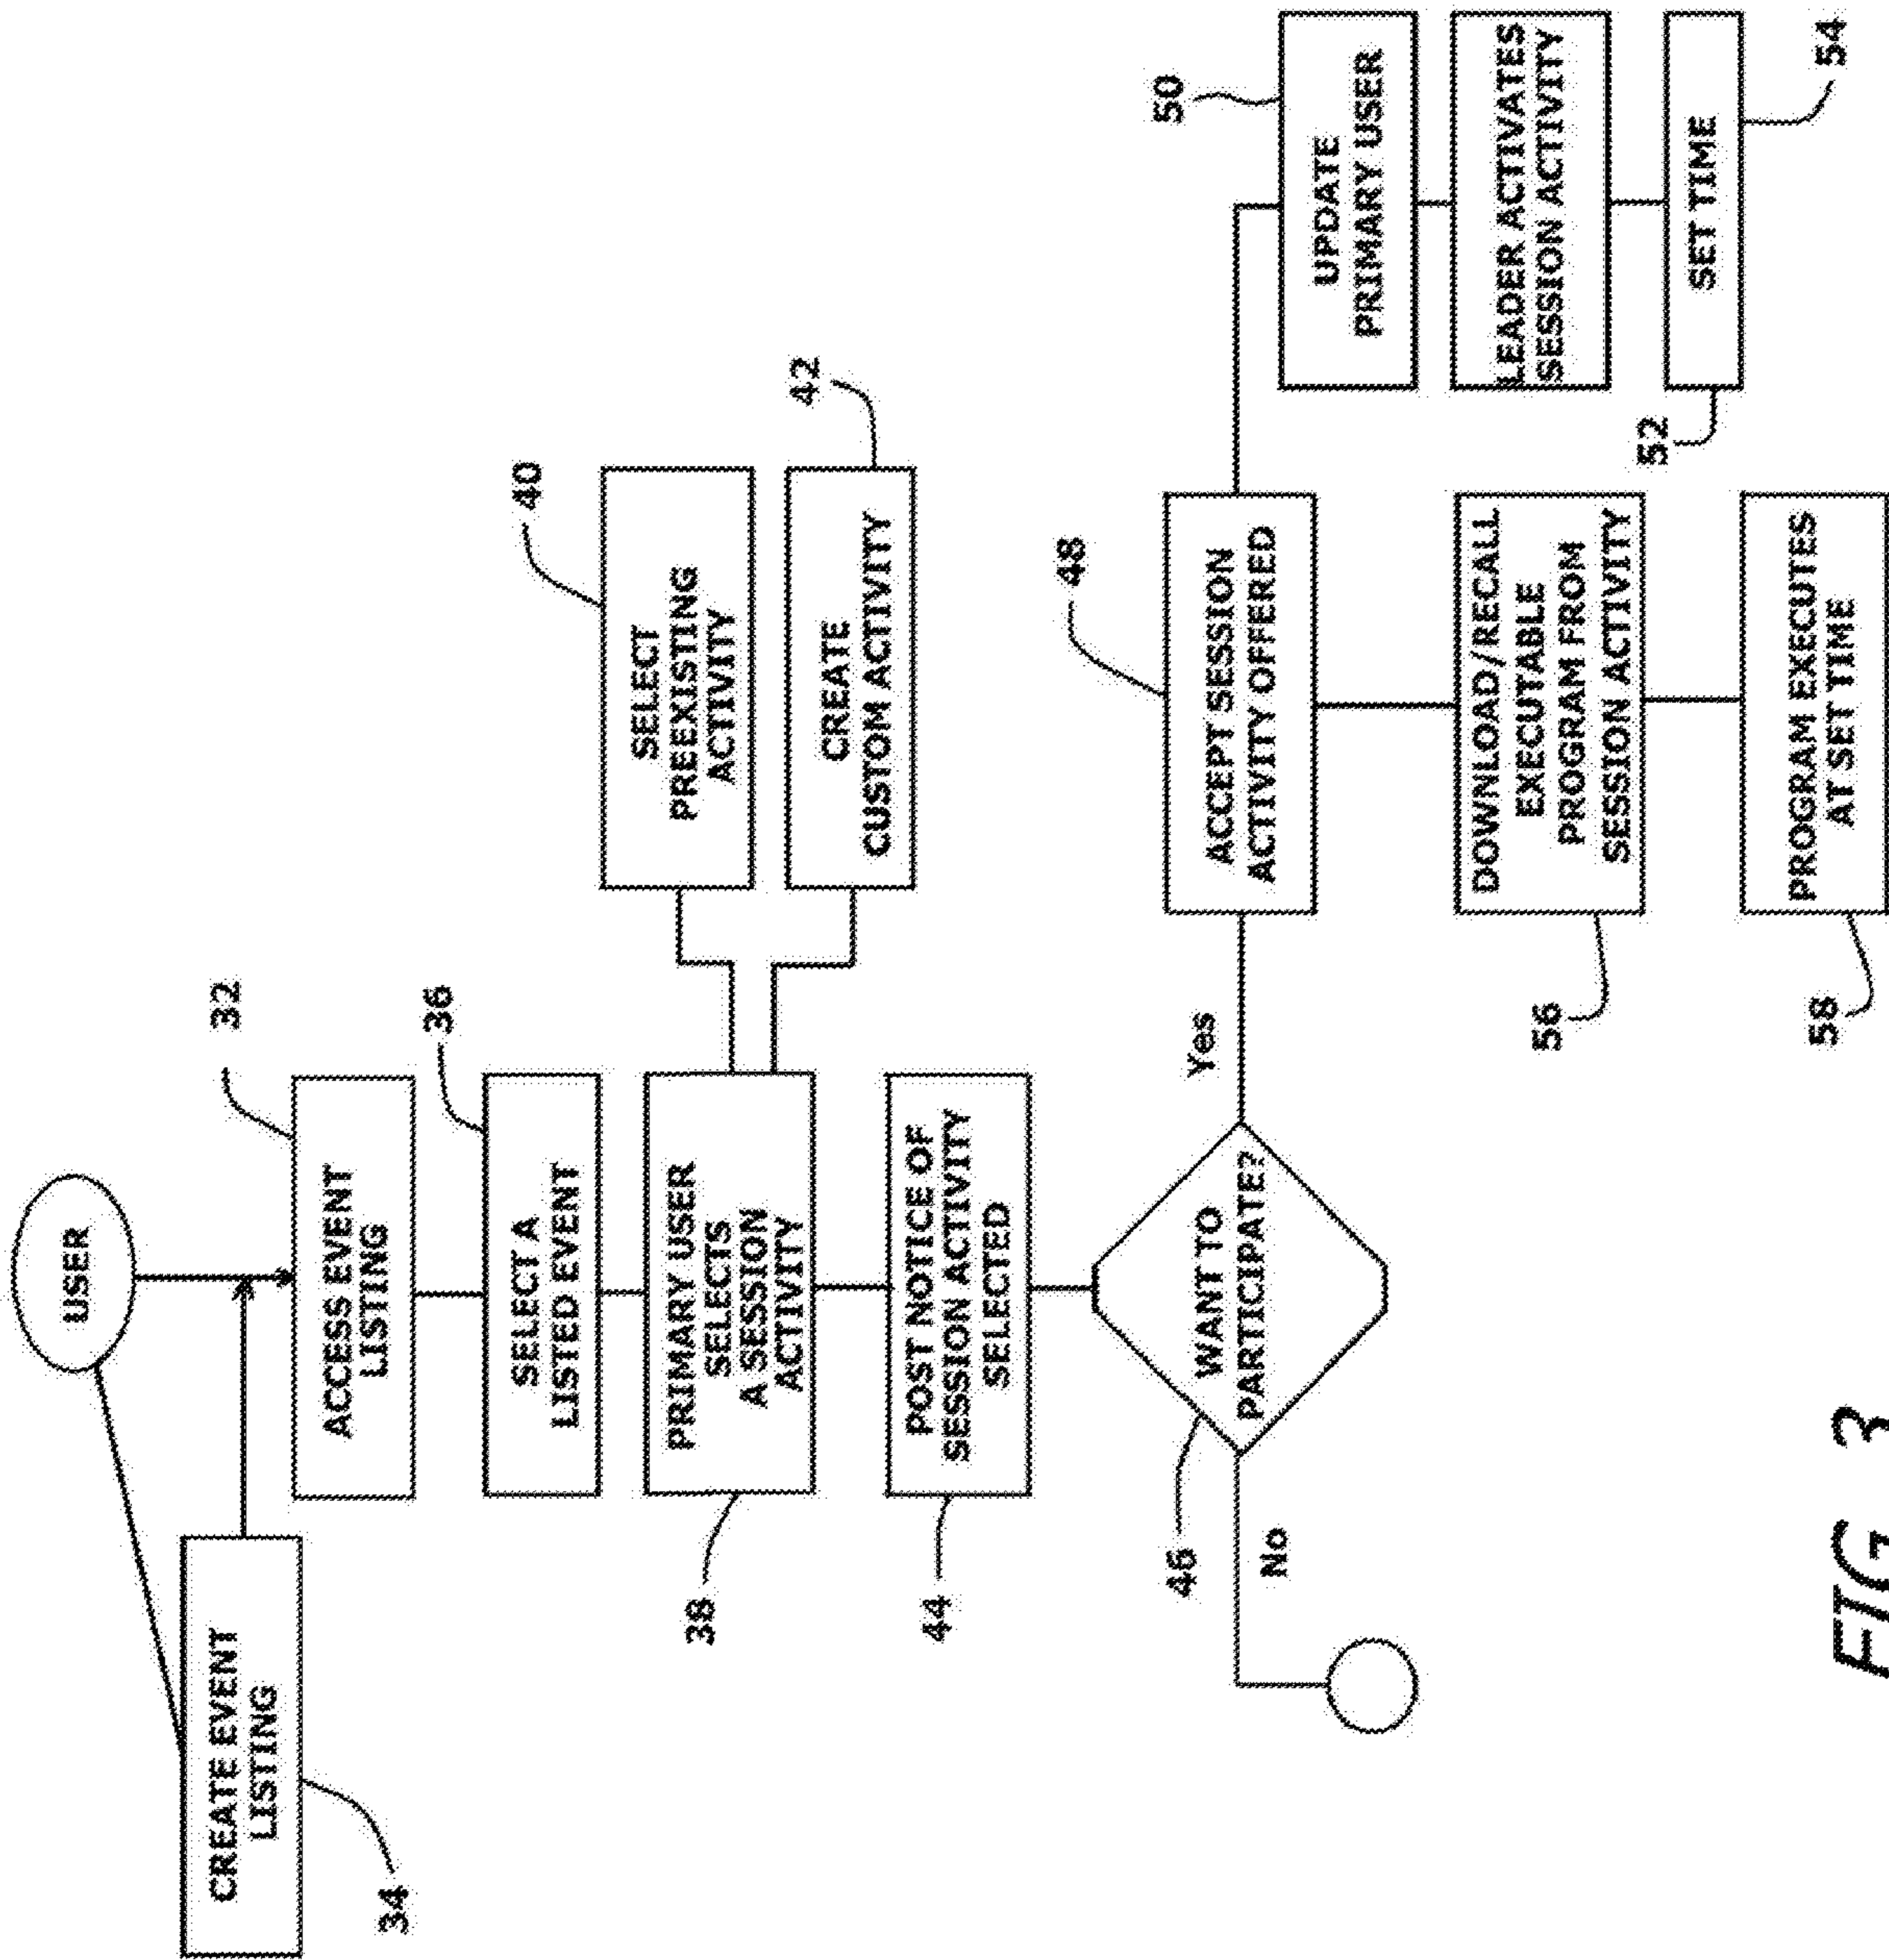 USER
CREATE EVENT
LISTING
34
32
ACCESS EVENT
LISTING
36
SELECT A
LISTED EVENT
PRIMARY USER
SELECTS
A SESSION
ACTIVITY
38
40
SELECT
PREEXISTING
ACTIVITY
42
CREATE
CUSTOM ACTIVITY
POST NOTICE OF
SESSION ACTIVITY
SELECTED
44
WANT TO
PARTICIPATE?
46
No
Yes
48
ACCEPT SESSION
ACTIVITY OFFERED
50
UPDATE
PRIMARY USER
LEADER ACTIVATES
SESSION ACTIVITY
52
SET TIME
54
DOWNLOAD/RECALL
EXECUTABLE
PROGRAM FROM
SESSION ACTIVITY
56
PROGRAM EXECUTES
AT SET TIME
58
FIG 3